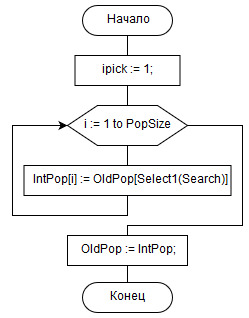 Начало
ipick := 1;
i := 1 to PopSize
IntPop[i] := OldPop[Select1(Search)]
OldPop := IntPop;
Конец